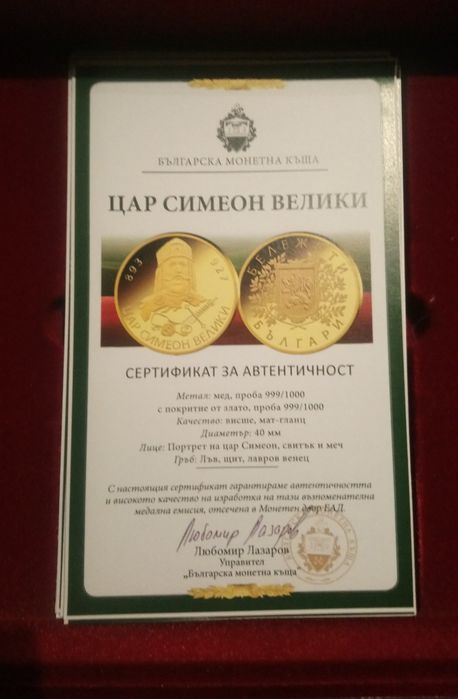 БЪЛГАРСКА МОНЕТНА КЪЩА
ЦАР СИМЕОН ВЕЛИКИ
893
927
ЦАР СИМЕОН ВЕЛИКИ
БЕЛЕЖИТИ
БЪЛГАРИ
СЕРТИФИКАТ ЗА АВТЕНТИЧНОСТ
Метал: мед, проба 999/1000
с покритие от злато, проба 999/1000
Качество: висше, мат-гланц
Диаметър: 40 мм
Лице: Портрет на цар Симеон, свитък и меч
Гръб: Лъв, щит, лавров венец
С настоящия сертификат гарантираме автентичността
и високото качество на изработка на тази възпоменателна
медална емисия, отсечена в Монетен двор ЕАД.
Любомир Лазаров
Любомир Лазаров
Управител
„Българска монетна къща“